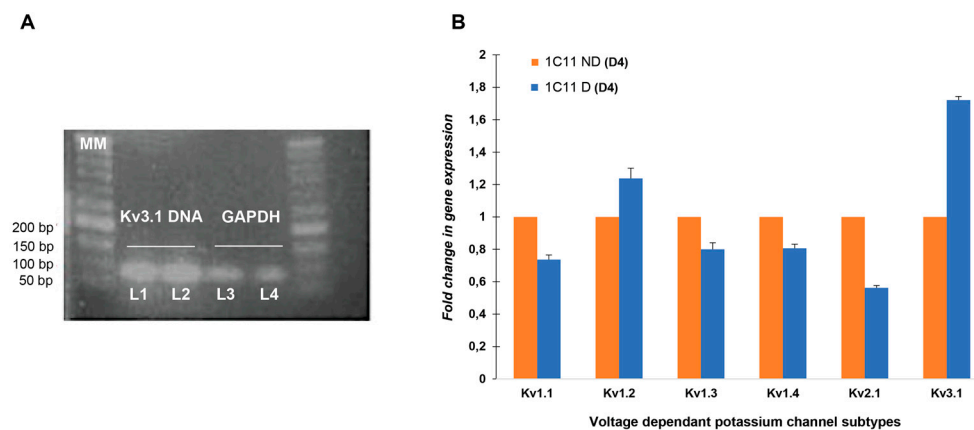 A
MM
Kv3.1 DNA GAPDH
200 bp
150 bp
100 bp
50 bp
L1 L2 L3 L4
B
Fold change in gene expression
2
1,8
1,6
1,4
1,2
1
0,8
0,6
0,4
0,2
0
1C11 ND (D4)
1C11 D (D4)
Kv1.1 Kv1.2 Kv1.3 Kv1.4 Kv2.1 Kv3.1
Voltage dependant potassium channel subtypes